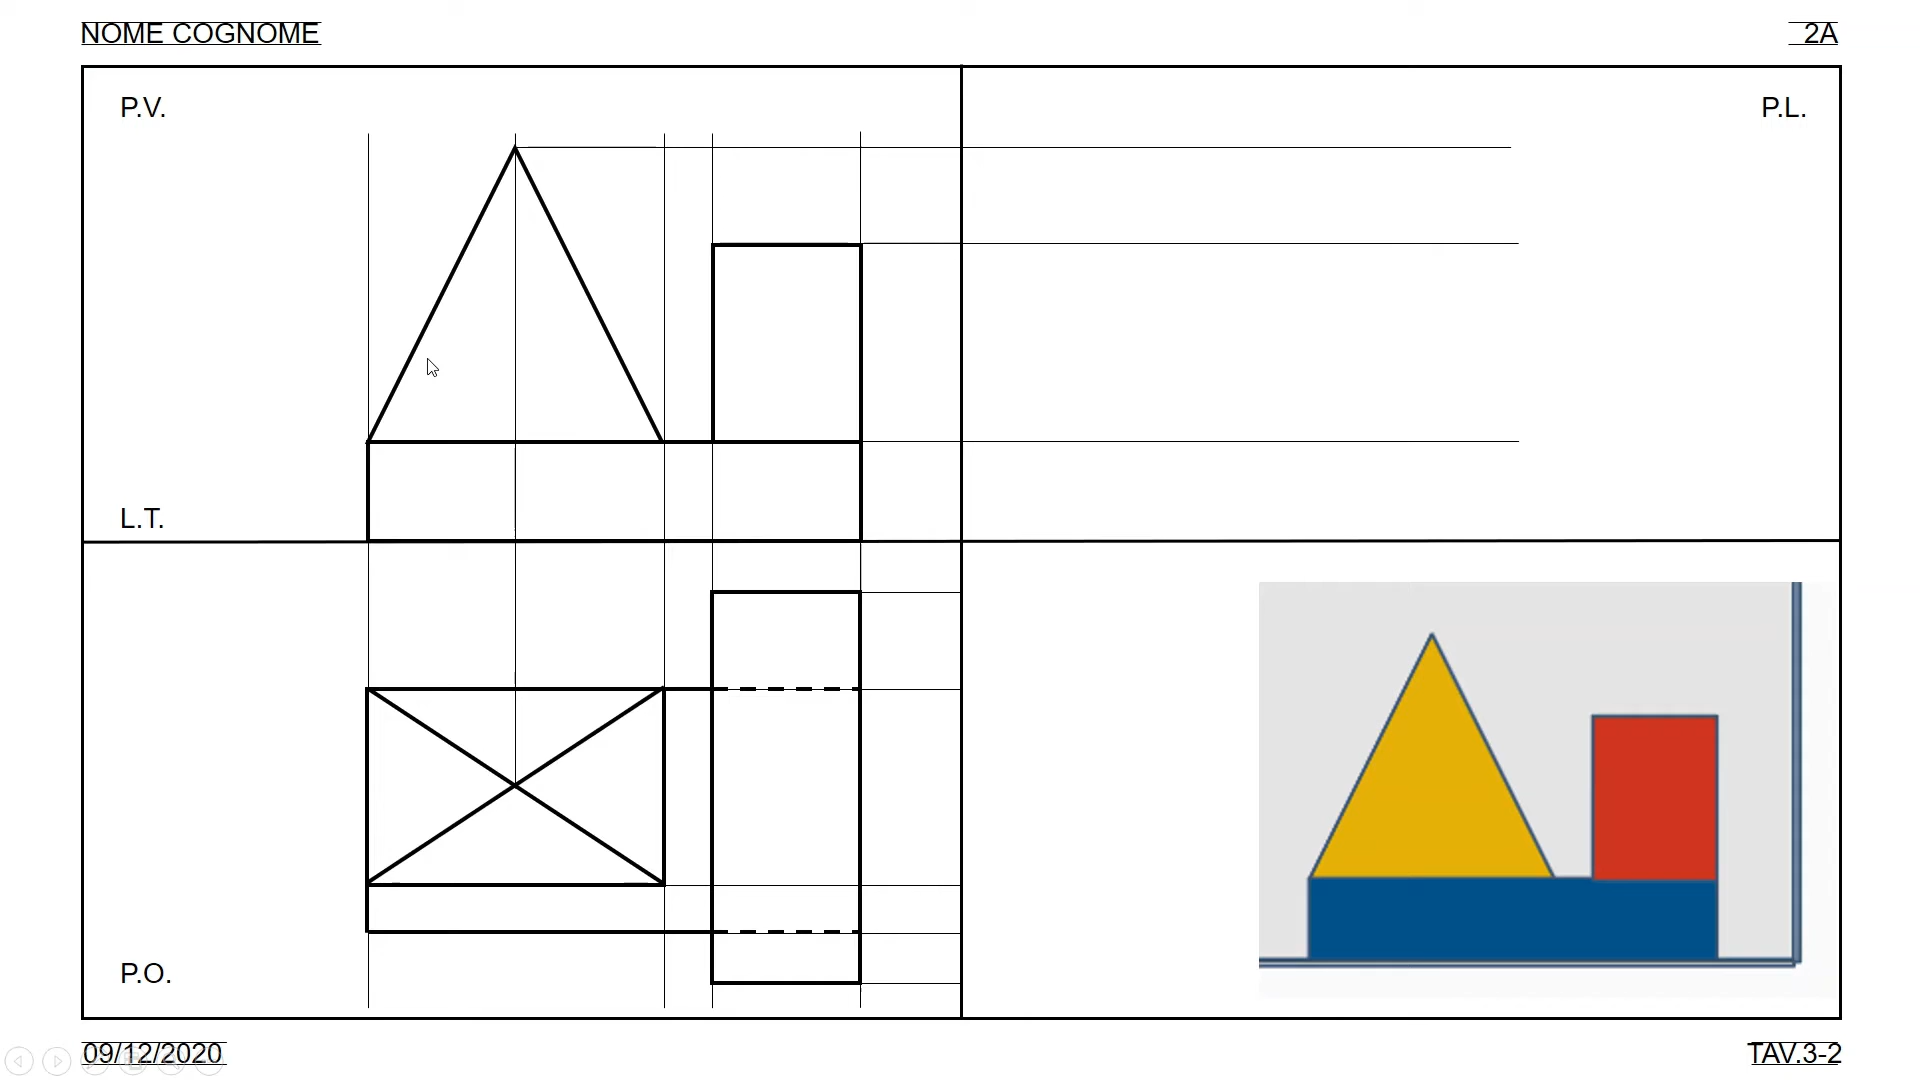 NOME COGNOME
2A
P.V.
P.L.
L.T.
P.O.
09/12/2020
TAV.3-2